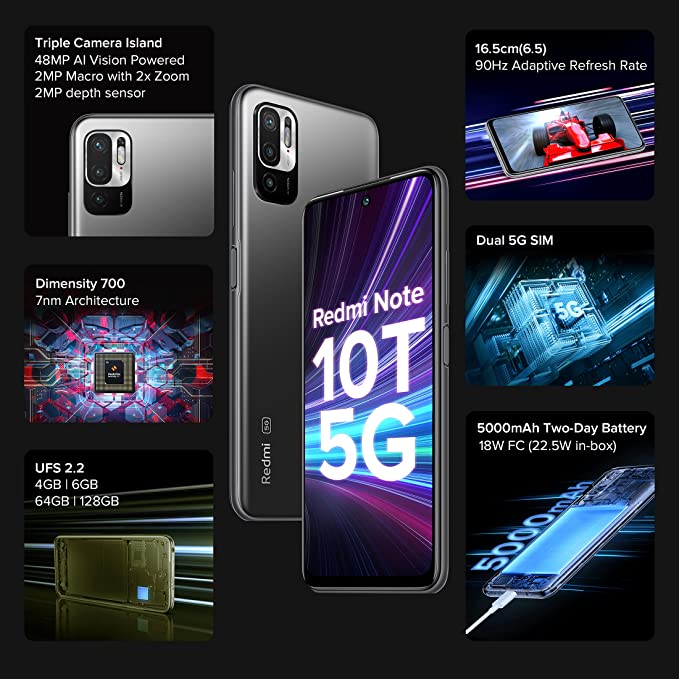 Triple Camera Island
48MP AI Vision Powered
2MP Macro with 2x Zoom
2MP depth sensor
Dimensity 700
7nm Architecture
UFS 2.2
4GB | 6GB
64GB | 128GB
Redmi 5G
Redmi Note
10T
5G
16.5cm(6.5)
90Hz Adaptive Refresh Rate
Dual 5G SIM
5G
5000mAh Two-Day Battery
18W FC (22.5W in-box)
5000mAh